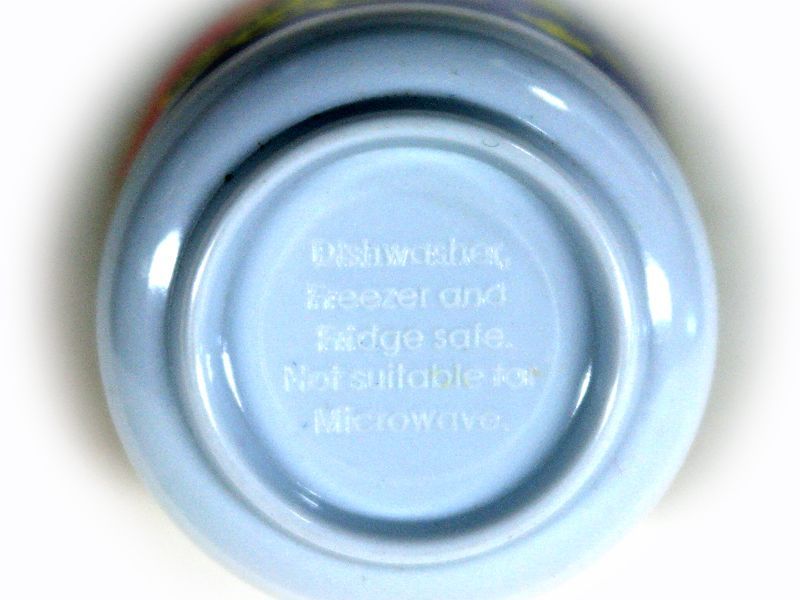 Dishwasher,
Freezer and
Fridge safe.
Not suitable for
Microwave.